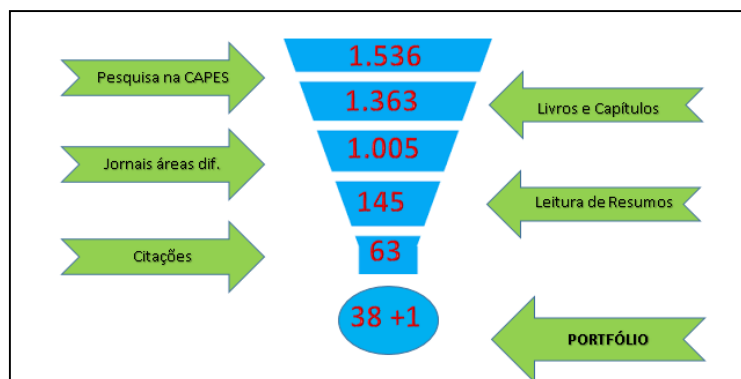 1.536
Pesquisa na CAPES
1.363
Livros e Capítulos
1.005
Jornais áreas dif.
145
Leitura de Resumos
63
Citações
38 +1
PORTFÓLIO